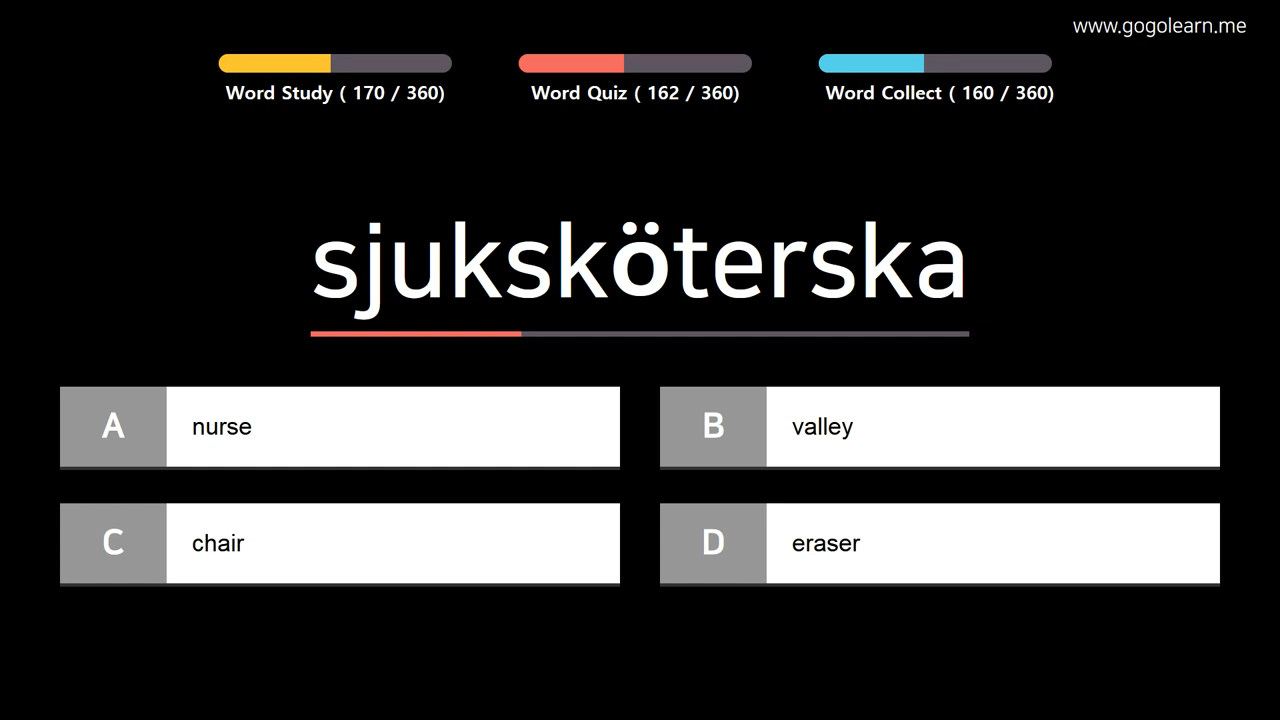 www.gogolearn.me
Word Study ( 170 / 360)
Word Quiz ( 162 / 360)
Word Collect ( 160 / 360)
sjuksköterska
A nurse
B valley
C chair
D eraser